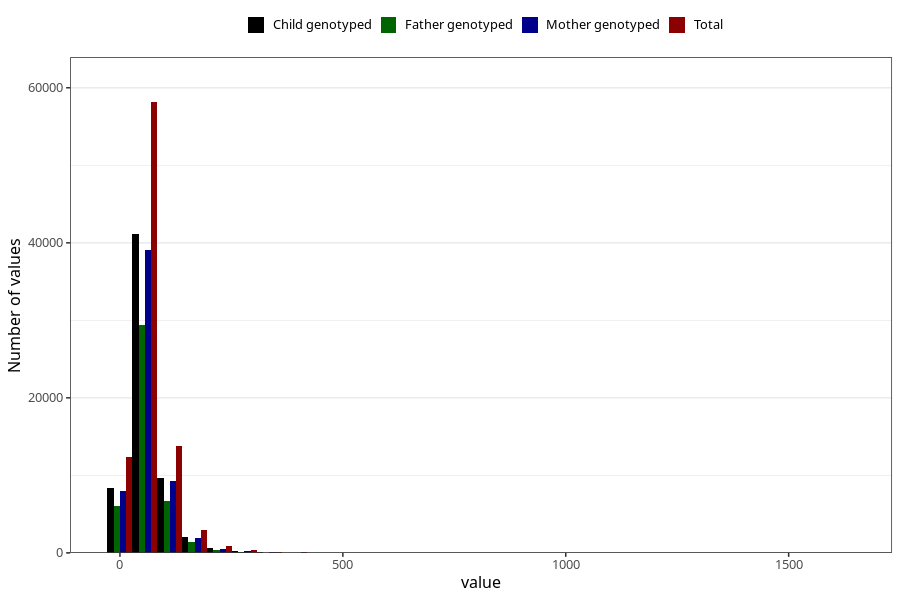 Child genotyped Father genotyped Mother genotyped Total
60000
40000
20000
0
Number of values
0 500 1000 1500
value